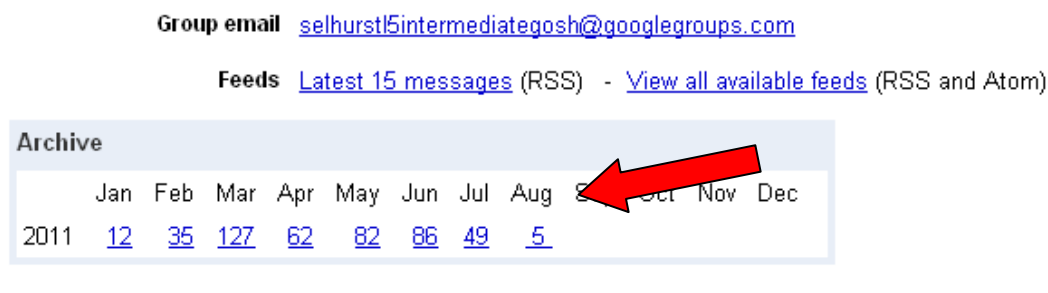 Group email selhurstl5intermediategosh@googlegroups.com
Feeds Latest 15 messages (RSS) - View all available feeds (RSS and Atom)
Archive
Jan Feb Mar Apr May Jun Jul Aug Oct Nov Dec
2011 12 35 127 62 82 86 49 5